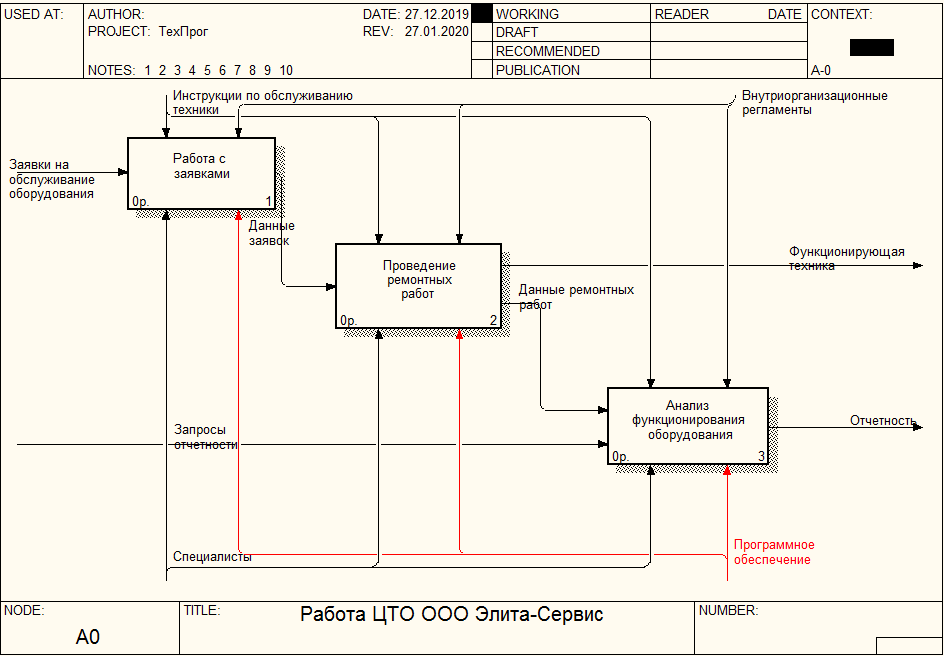 USED AT:
AUTHOR:
DATE: 27.12.2019
PROJECT: ТехПрог
REV: 27.01.2020
NOTES: 1 2 3 4 5 6 7 8 9 10
WORKING
DRAFT
RECOMMENDED
PUBLICATION
READER DATE
CONTEXT:
A-0
Инструкции по обслуживанию
техники
Внутриорганизационные
регламенты
Заявки на
обслуживание
оборудования
Работа с
заявками
0р. 1
Данные
заявок
Проведение
ремонтных
работ
0р. 2
Функционирующая
техника
Данные ремонтных
работ
Анализ
функционирования
оборудования
0р. 3
Отчетность
Запросы
отчетности
Специалисты
Программное
обеспечение
NODE:
A0
TITLE:
Работа ЦТО ООО Элита-Сервис
NUMBER: